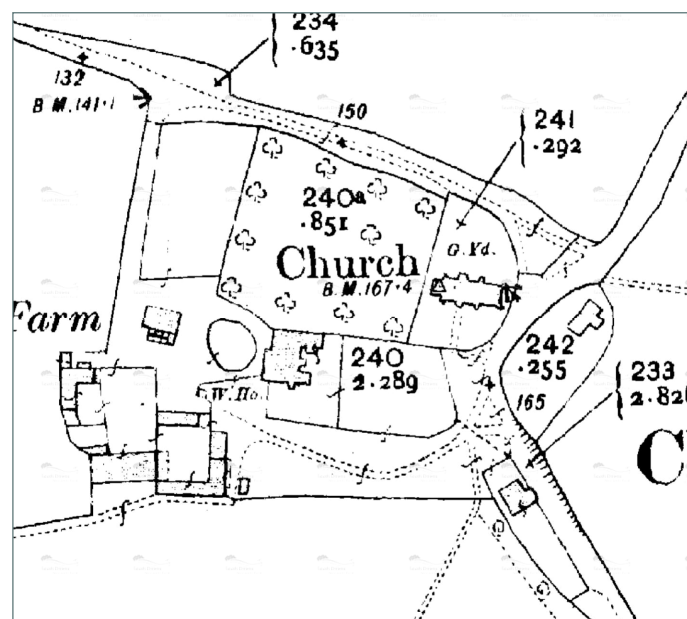 234
.635
132
B.M.141.1
150
241
.292
240a
.851
G.Yd.
Church
B.M.167.4
Farm
242
.255
240
2.289
233
2.82
W.Ho.
165
C